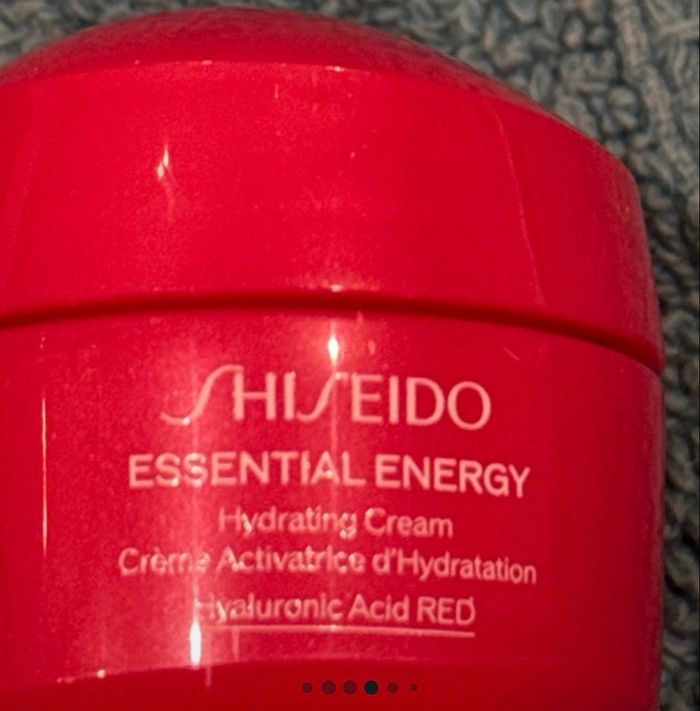 SHISEIDO
ESSENTIAL ENERGY
Hydrating Cream
Crème Activatrice d'Hydratation
Hyaluronic Acid RED